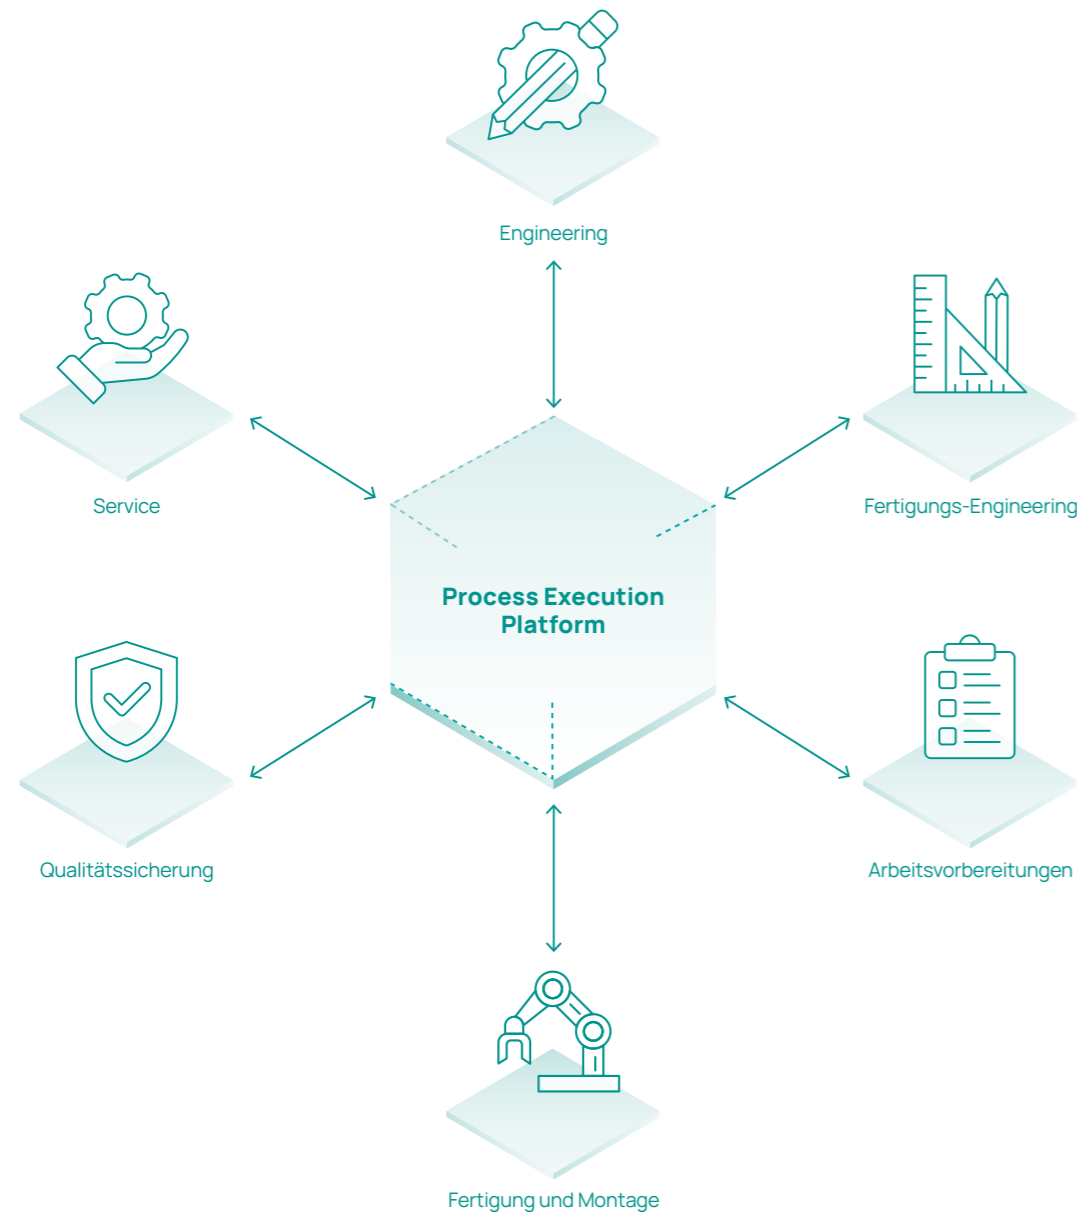 Engineering
Service
Fertigungs-Engineering
Process Execution
Platform
Qualitätssicherung
Arbeitsvorbereitungen
Fertigung und Montage